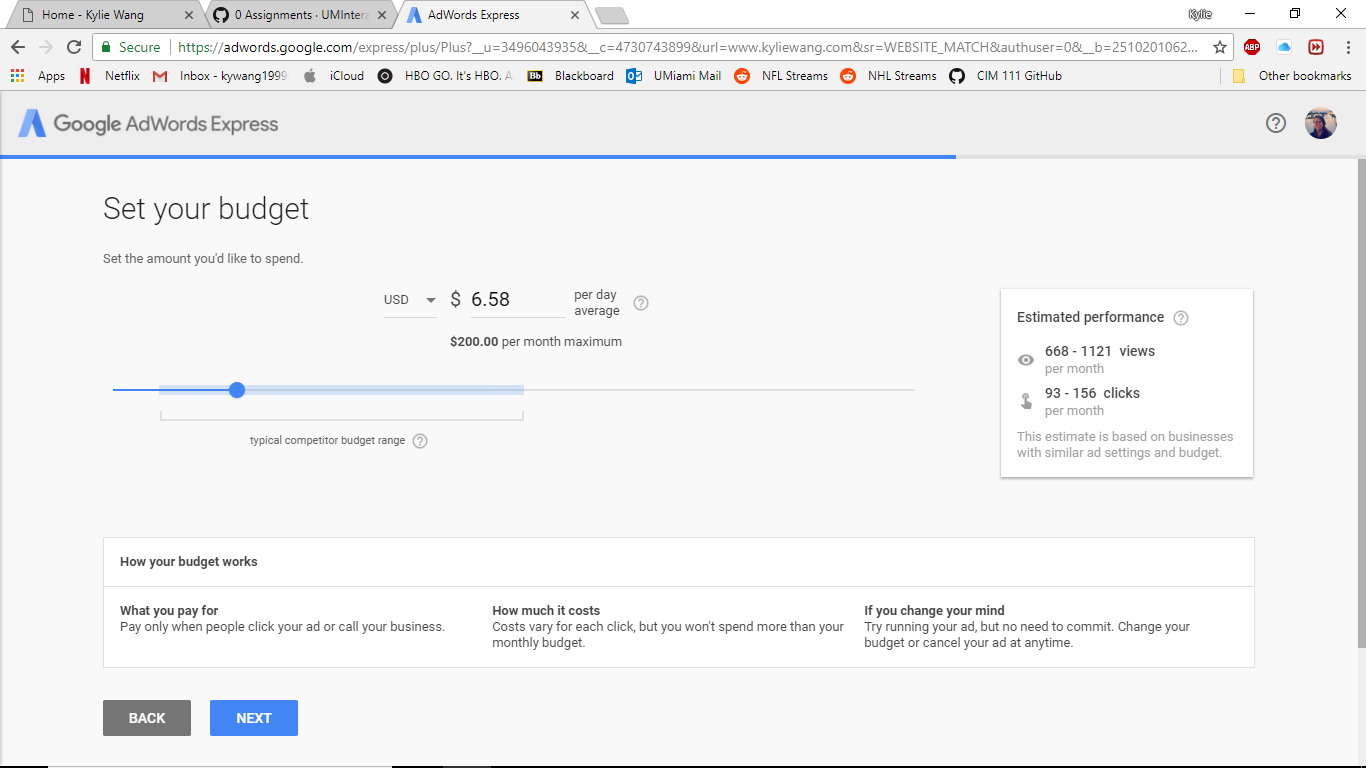 Home - Kylie Wang
0 Assignments · UMInter
AdWords Express
Kylie
Secure
https://adwords.google.com/express/plus/Plus?__u=3496043935&__c=4730743899&url=www.kyliewang.com&sr=WEBSITE_MATCH&authuser=0&__b=2510201062...
ABP
Apps
Netflix
Inbox - kywang1999
iCloud
HBO GO. It's HBO. A
Bb
Blackboard
UMiami Mail
NFL Streams
NHL Streams
CIM 111 GitHub
Other bookmarks
Google AdWords Express
Set your budget
Set the amount you'd like to spend.
USD $ 6.58 per day
average
$200.00 per month maximum
typical competitor budget range
Estimated performance
668 - 1121 views
per month
93 - 156 clicks
per month
This estimate is based on businesses
with similar ad settings and budget.
How your budget works
What you pay for
Pay only when people click your ad or call your business.
How much it costs
Costs vary for each click, but you won't spend more than your
monthly budget.
If you change your mind
Try running your ad, but no need to commit. Change your
budget or cancel your ad at anytime.
BACK
NEXT